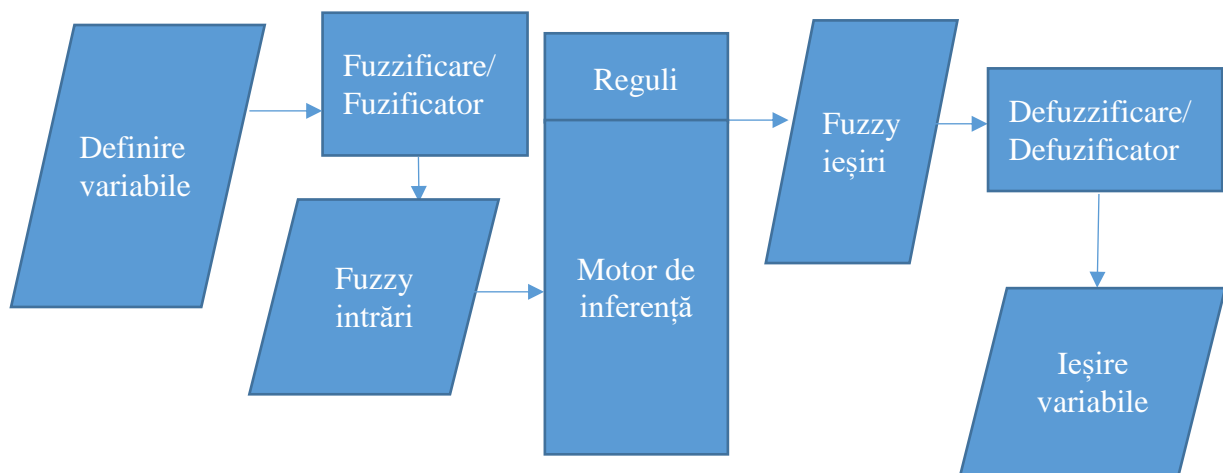 Definire
variabile
Fuzzificare/
Fuzificator
Fuzzy
intrări
Reguli
Motor de
inferență
Fuzzy
ieșiri
Defuzzificare/
Defuzificator
Ieșire
variabile